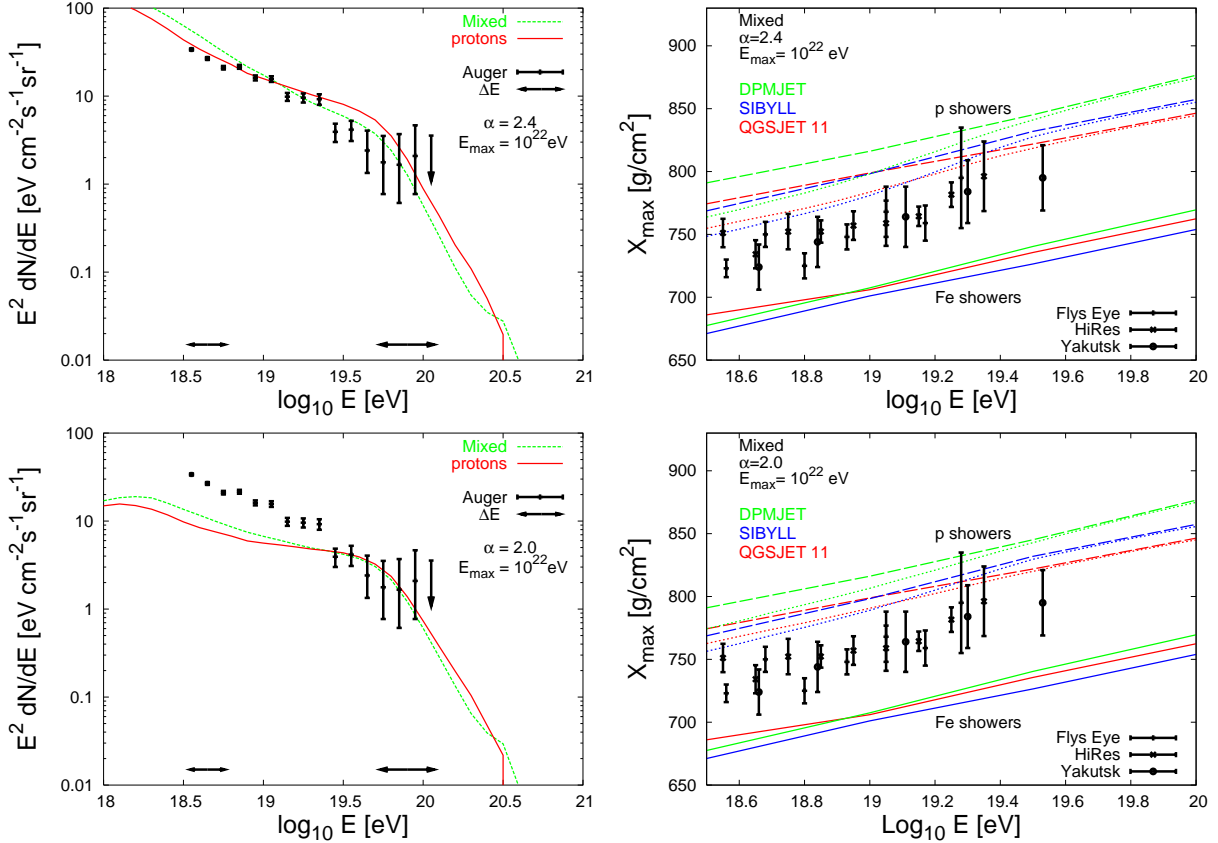 Mixed
protons
Auger
ΔE
α = 2.4
E_max = 10^22 eV
100
10
1
0.1
0.01
18 18.5 19 19.5 20 20.5 21
log_10 E [eV]
E^2 dN/dE [eV cm^-2 s^-1 sr^-1]
Mixed
α=2.4
E_max= 10^22 eV
DPMJET
SIBYLL
QGSJET 11
p showers
Fe showers
Flys Eye
HiRes
Yakutsk
900
850
800
750
700
650
18.6 18.8 19 19.2 19.4 19.6 19.8 20
log_10 E [eV]
X_max [g/cm^2]
Mixed
protons
Auger
ΔE
α = 2.0
E_max = 10^22 eV
100
10
1
0.1
0.01
18 18.5 19 19.5 20 20.5 21
log_10 E [eV]
E^2 dN/dE [eV cm^-2 s^-1 sr^-1]
Mixed
α=2.0
E_max= 10^22 eV
DPMJET
SIBYLL
QGSJET 11
p showers
Fe showers
Flys Eye
HiRes
Yakutsk
900
850
800
750
700
650
18.6 18.8 19 19.2 19.4 19.6 19.8 20
Log_10 E [eV]
X_max [g/cm^2]